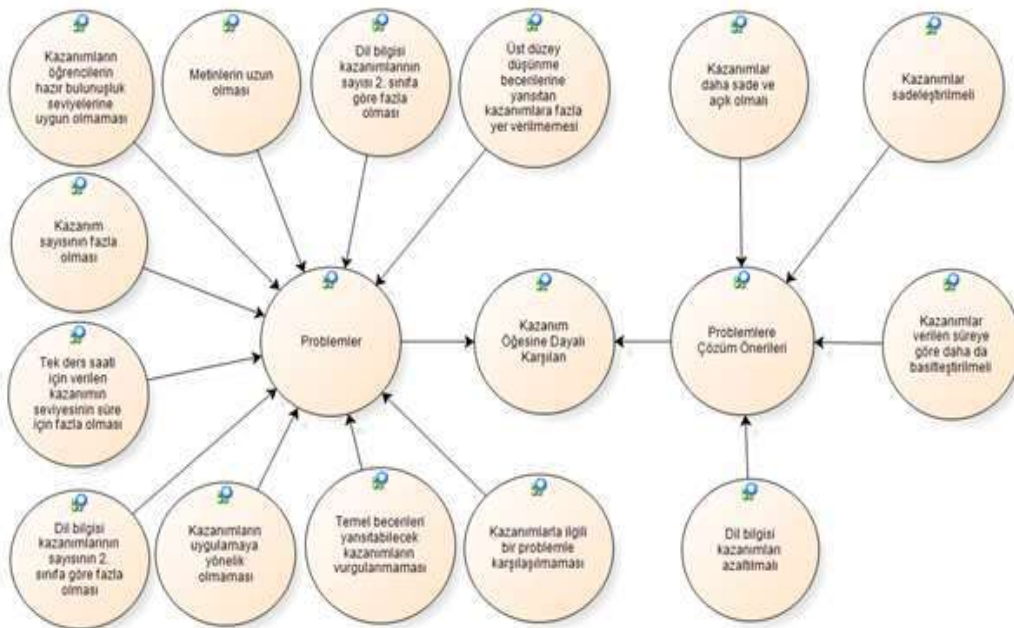 Kazanımların
öğrencilerin
hazır bulunuşluk
seviyelerine
uygun olmaması
Metinlerin uzun
olması
Dil bilgisi
kazanımlarının
sayısı 2. sınıfa
göre fazla
olması
Üst düzey
düşünme
becerilerine
yansıtan
kazanımlara fazla
yer verilmemesi
Kazanımlar
daha sade ve
açık olmalı
Kazanımlar
sadeleştirilmeli
Kazanım
sayısının fazla
olması
Problemler
Kazanım
Öğesine Dayalı
Karşılan
Problemlere
Çözüm Önerileri
Kazanımlar
verilen süreye
göre daha da
basitleştirilmeli
Tek ders saati
için verilen
kazanımın
seviyesinin süre
için fazla olması
Dil bilgisi
kazanımlarının
sayısının 2.
sınıfa göre fazla
olması
Kazanımların
uygulamaya
yönelik
olmaması
Temel becerileri
yansıtabilecek
kazanımların
vurgulanmaması
Kazanımlarla ilgili
bir problemle
karşılaşılmaması
Dil bilgisi
kazanımları
azaltılmalı